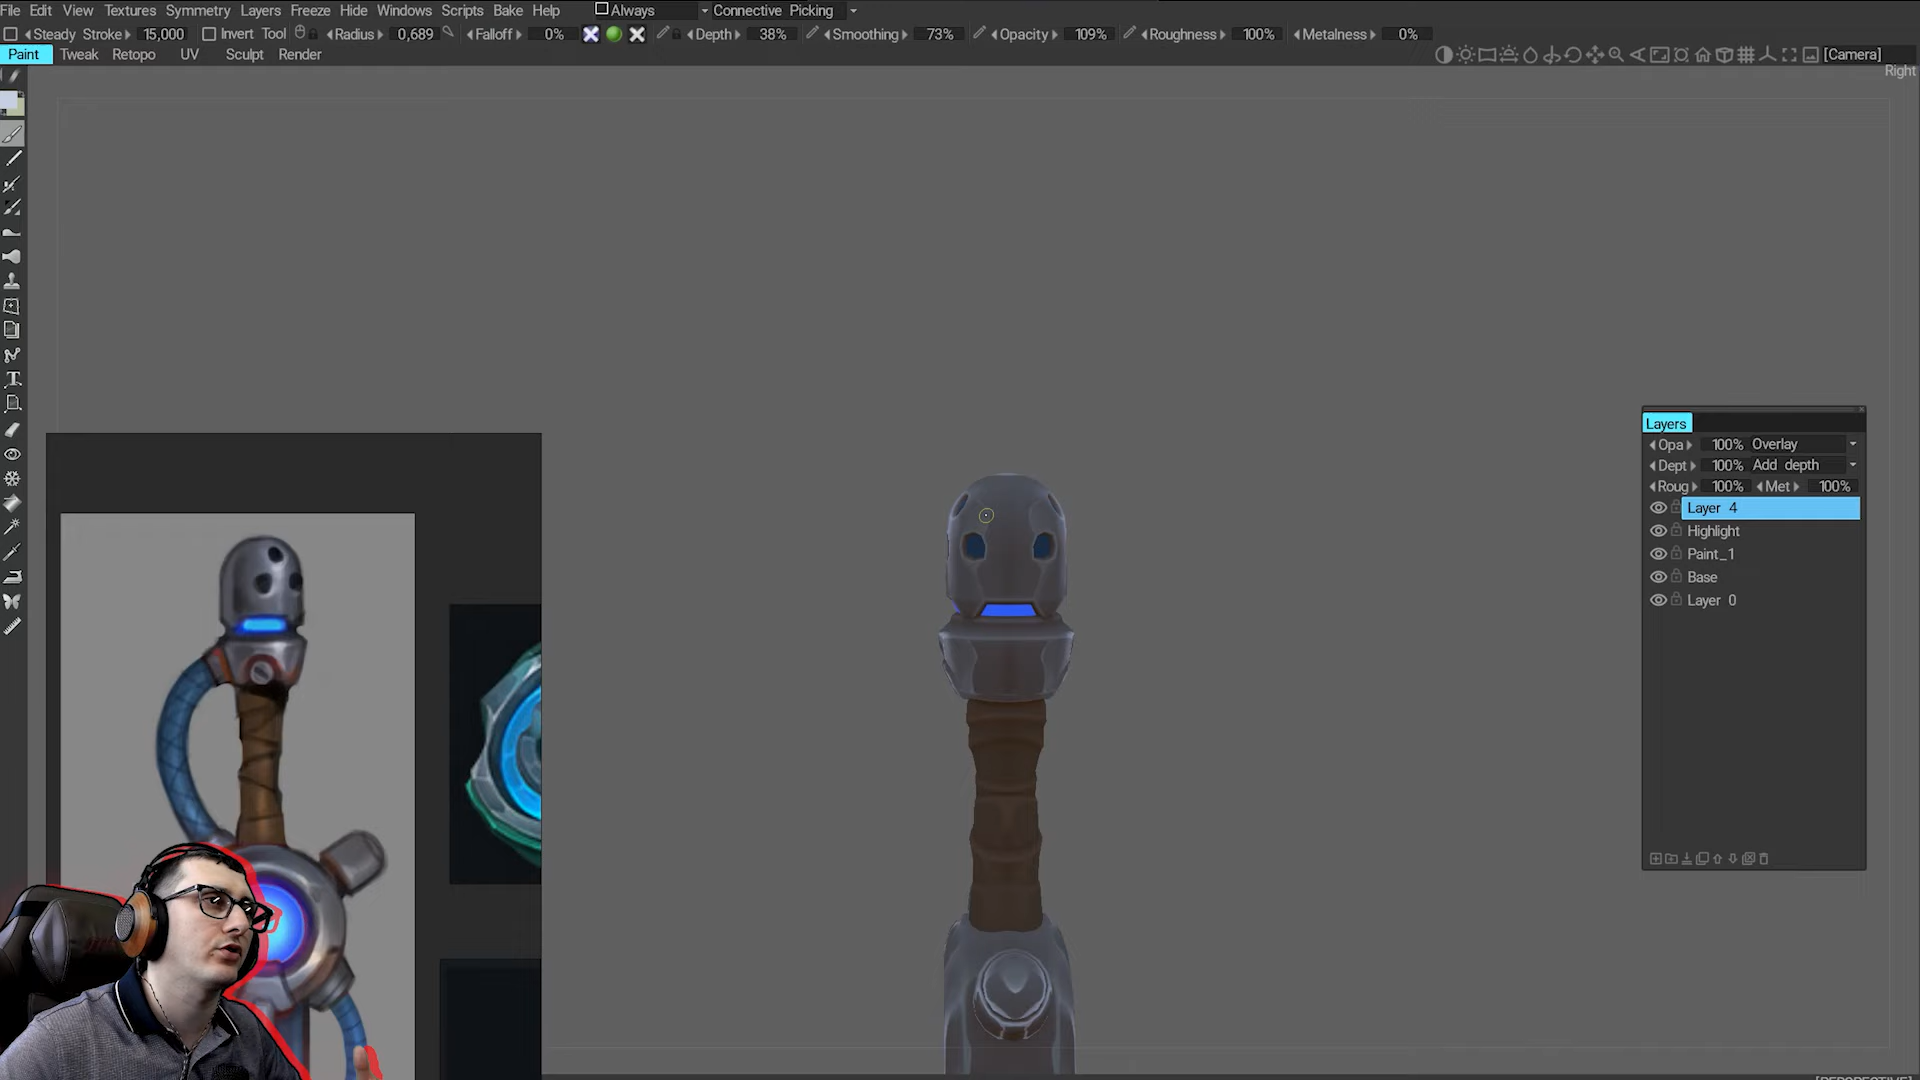 File Edit View Textures Symmetry Layers Freeze Hide Windows Scripts Bake Help Always Connective Picking
Steady Stroke 15,000 Invert Tool Radius 0,689 Falloff 0% Depth 38% Smoothing 73% Opacity 109% Roughness 100% Metalness 0%
Paint Tweak Retopo UV Sculpt Render [Camera]
Right
Layers
Opa 100% Overlay
Dept 100% Add depth
Roug 100% Met 100%
Layer 4
Highlight
Paint_1
Base
Layer 0